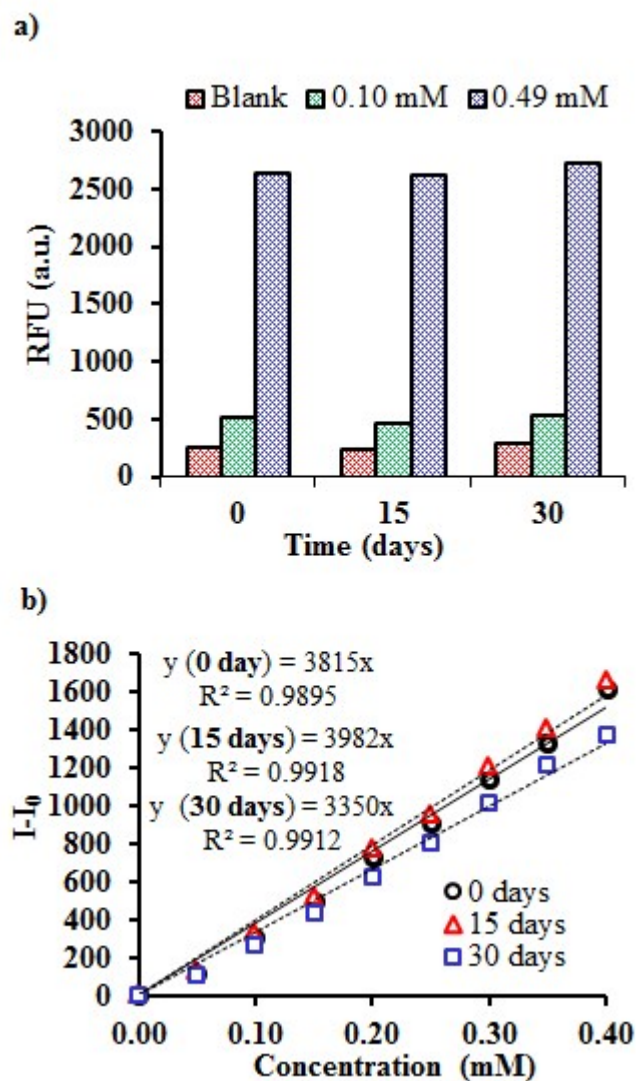 a)
Blank 0.10 mM 0.49 mM
3000
2500
2000
1500
1000
500
0
RFU (a.u.)
0 15 30
Time (days)
b)
1800
1600
1400
1200
1000
800
600
400
200
0
I-I₀
y (0 day) = 3815x
R² = 0.9895
y (15 days) = 3982x
R² = 0.9918
y (30 days) = 3350x
R² = 0.9912
0 days
15 days
30 days
0.00 0.10 0.20 0.30 0.40
Concentration (mM)